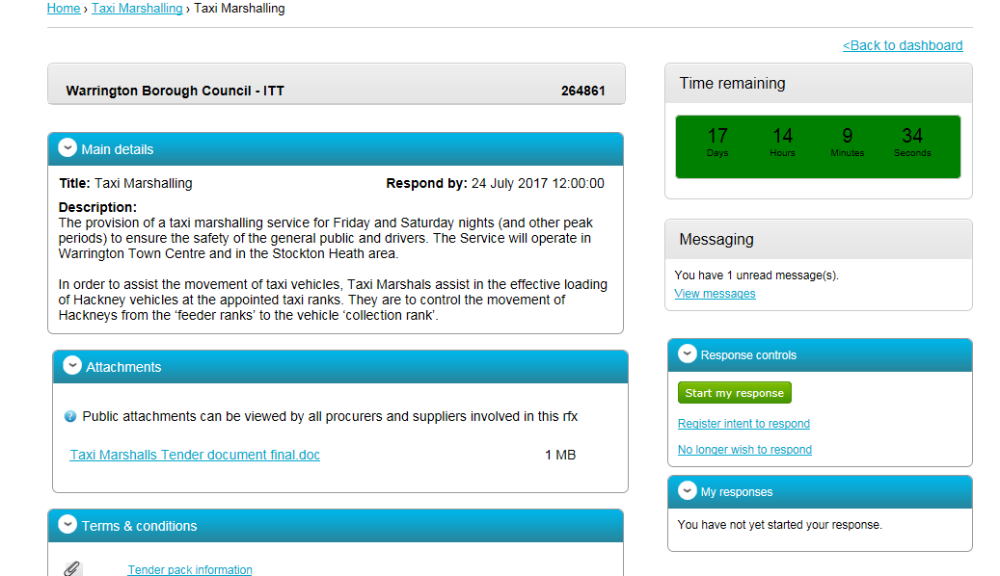 Home › Taxi Marshalling › Taxi Marshalling
<Back to dashboard
Warrington Borough Council - ITT 264861
Main details
Title: Taxi Marshalling Respond by: 24 July 2017 12:00:00
Description:
The provision of a taxi marshalling service for Friday and Saturday nights (and other peak
periods) to ensure the safety of the general public and drivers. The Service will operate in
Warrington Town Centre and in the Stockton Heath area.
In order to assist the movement of taxi vehicles, Taxi Marshals assist in the effective loading
of Hackney vehicles at the appointed taxi ranks. They are to control the movement of
Hackneys from the ‘feeder ranks’ to the vehicle ‘collection rank’.
Attachments
Public attachments can be viewed by all procurers and suppliers involved in this rfx
Taxi Marshalls Tender document final.doc 1 MB
Terms & conditions
Tender pack information
Time remaining
17 14 9 34
Days Hours Minutes Seconds
Messaging
You have 1 unread message(s).
View messages
Response controls
Start my response
Register intent to respond
No longer wish to respond
My responses
You have not yet started your response.